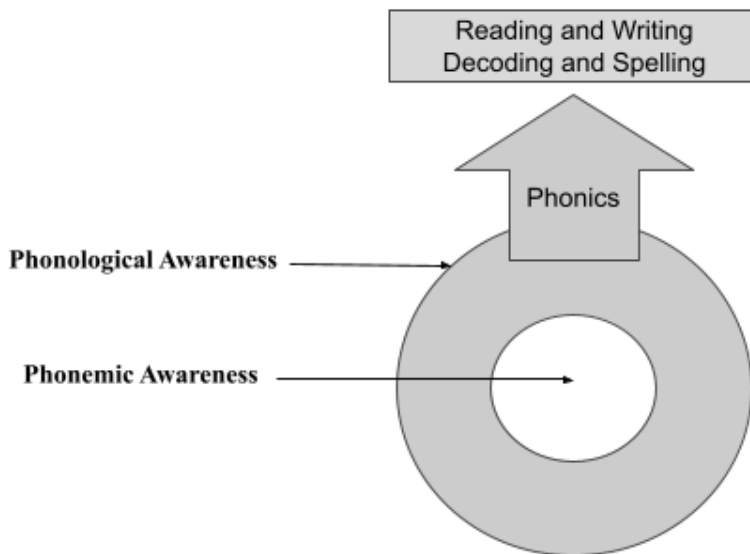 Reading and Writing
Decoding and Spelling
Phonics
Phonological Awareness
Phonemic Awareness